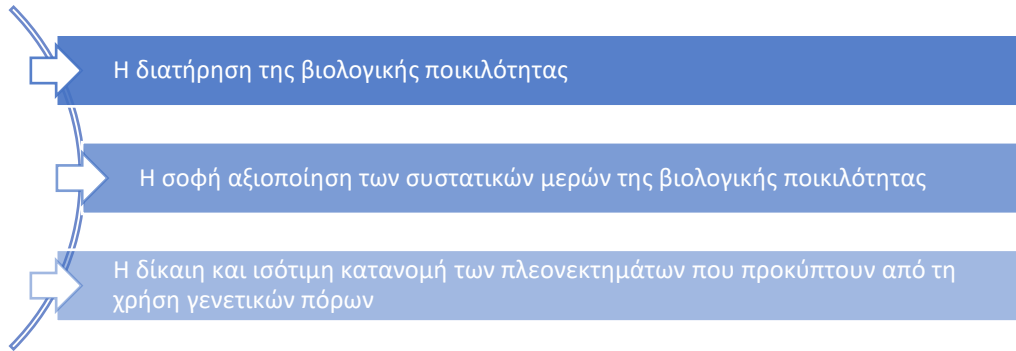 Η διατήρηση της βιολογικής ποικιλότητας
Η σοφή αξιοποίηση των συστατικών μερών της βιολογικής ποικιλότητας
Η δίκαιη και ισότιμη κατανομή των πλεονεκτημάτων που προκύπτουν από τη
χρήση γενετικών πόρων